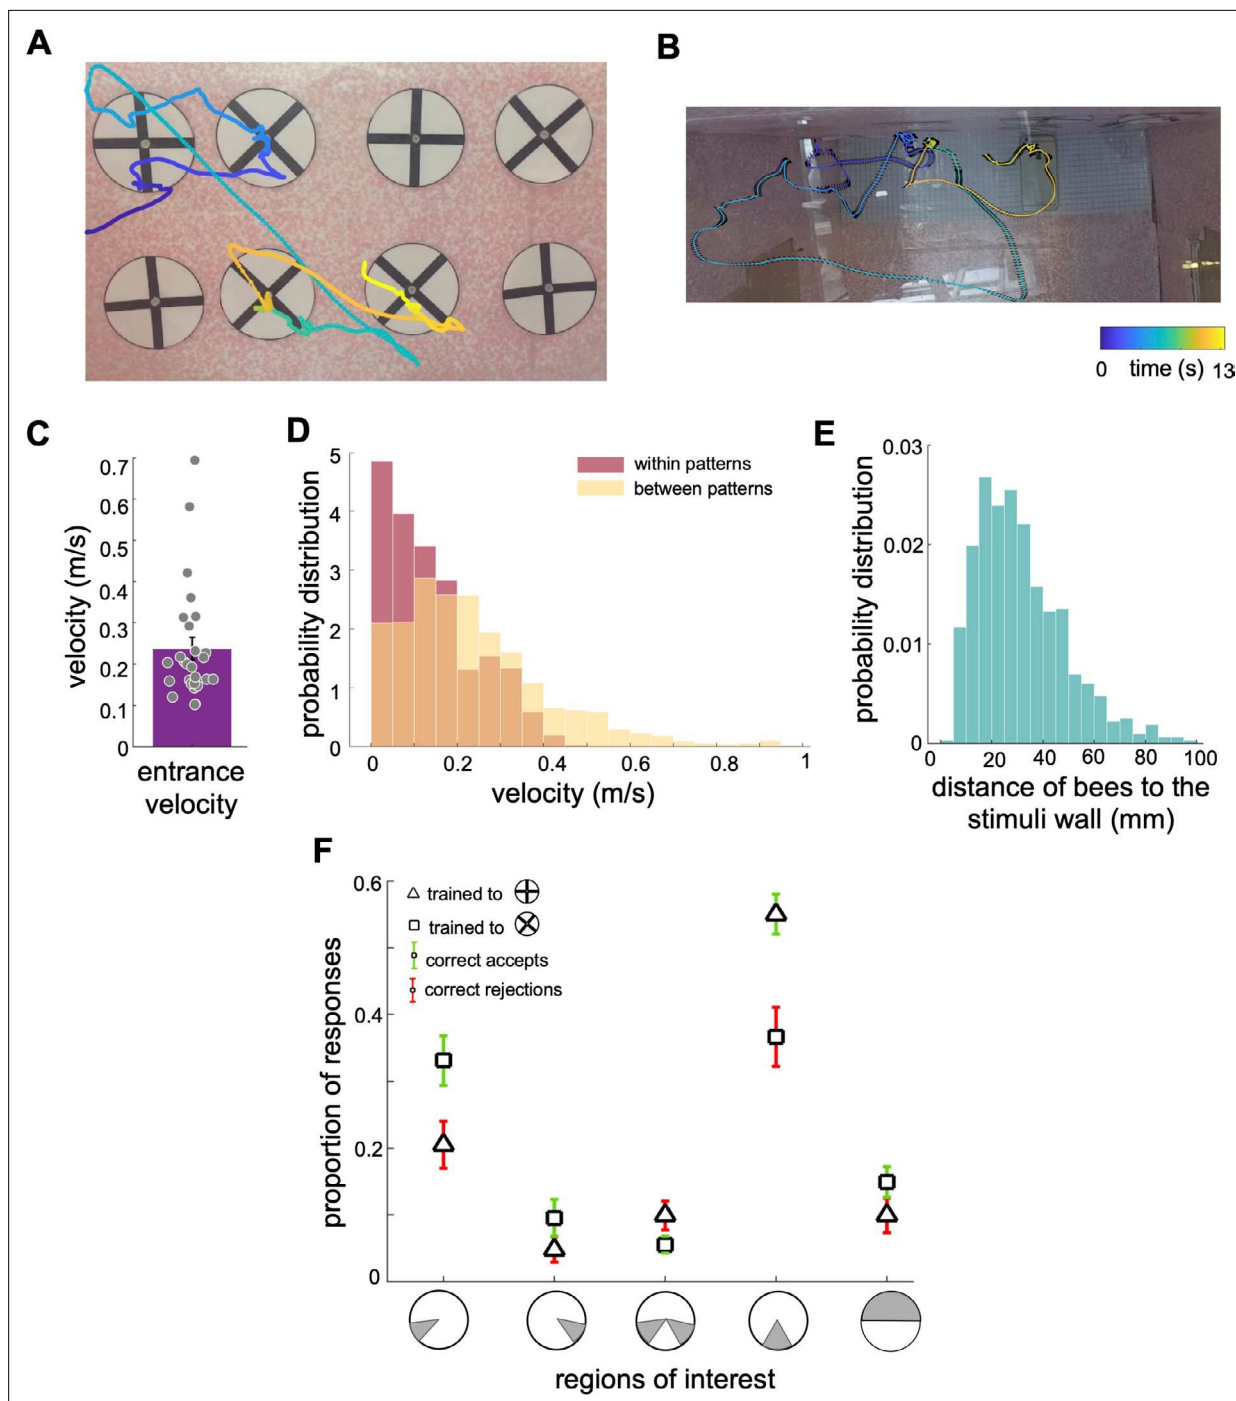 A
B
0 time (s) 13
C
velocity (m/s)
0.7
0.6
0.5
0.4
0.3
0.2
0.1
0
entrance
velocity
D
probability distribution
5
4
3
2
1
0
within patterns
between patterns
0 0.2 0.4 0.6 0.8 1
velocity (m/s)
E
probability distribution
0.03
0.02
0.01
0
0 20 40 60 80 100
distance of bees to the
stimuli wall (mm)
F
proportion of responses
0.6
0.4
0.2
0
trained to
trained to
correct accepts
correct rejections
regions of interest